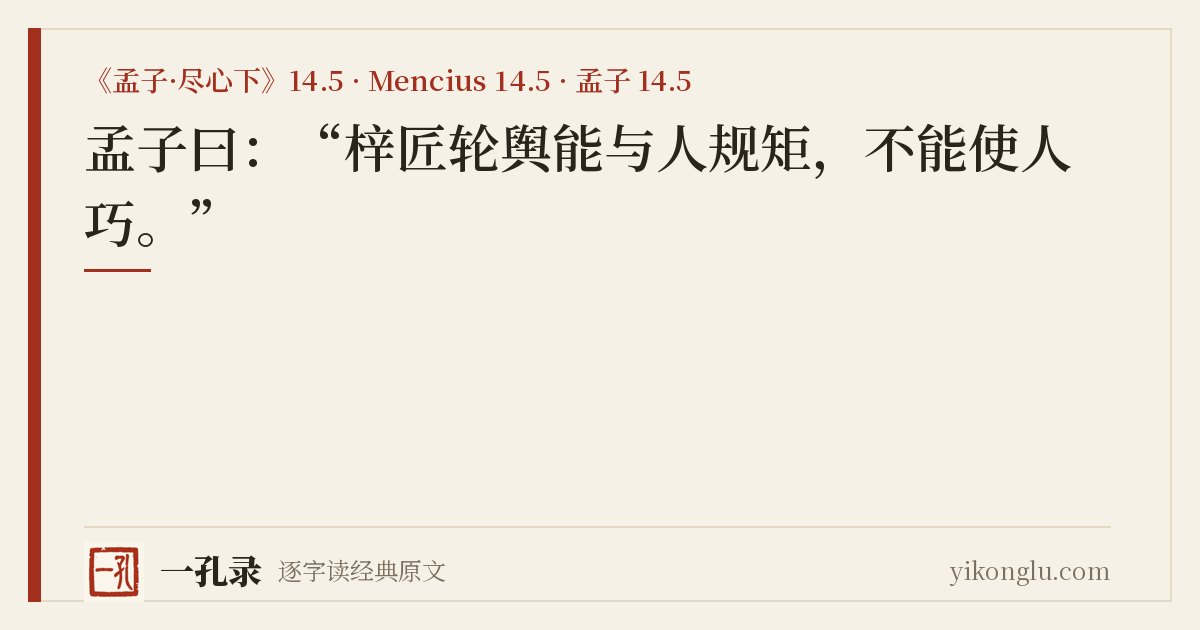 《孟子·尽心下》14.5 · Mencius 14.5 · 孟子 14.5
孟子曰：“梓匠轮舆能与人规矩，不能使人
巧。”
一孔
一孔录 逐字读经典原文 yikonglu.com